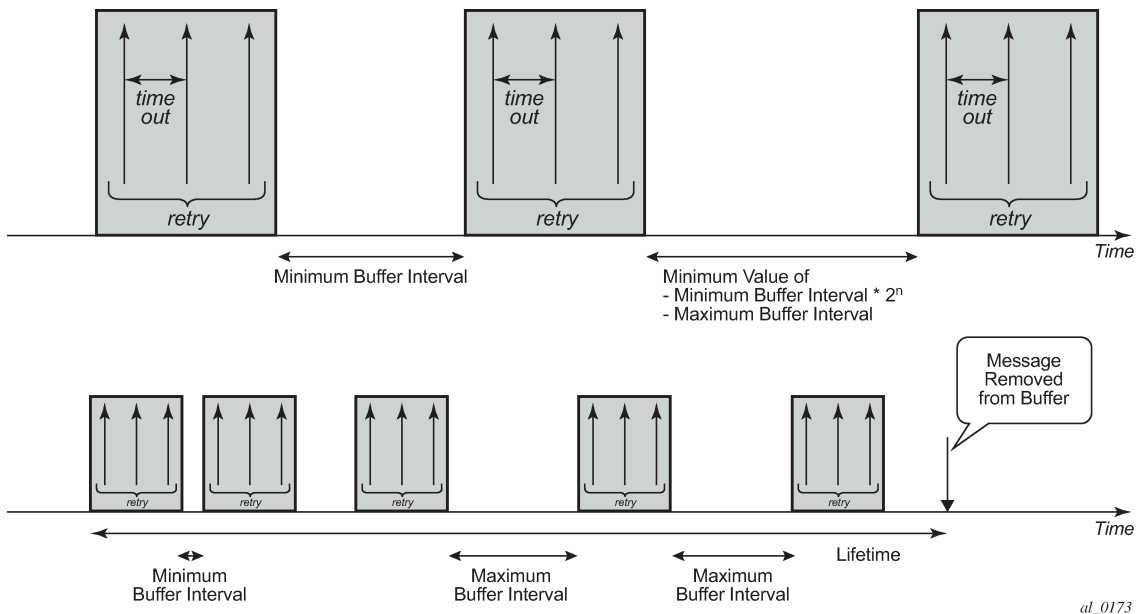 time
out
retry
time
out
retry
time
out
retry
Time
Minimum Buffer Interval
Minimum Value of
- Minimum Buffer Interval * 2ⁿ
- Maximum Buffer Interval
Message
Removed
from Buffer
retry
retry
retry
retry
retry
Time
Lifetime
Minimum
Buffer Interval
Maximum
Buffer Interval
Maximum
Buffer Interval
al_0173